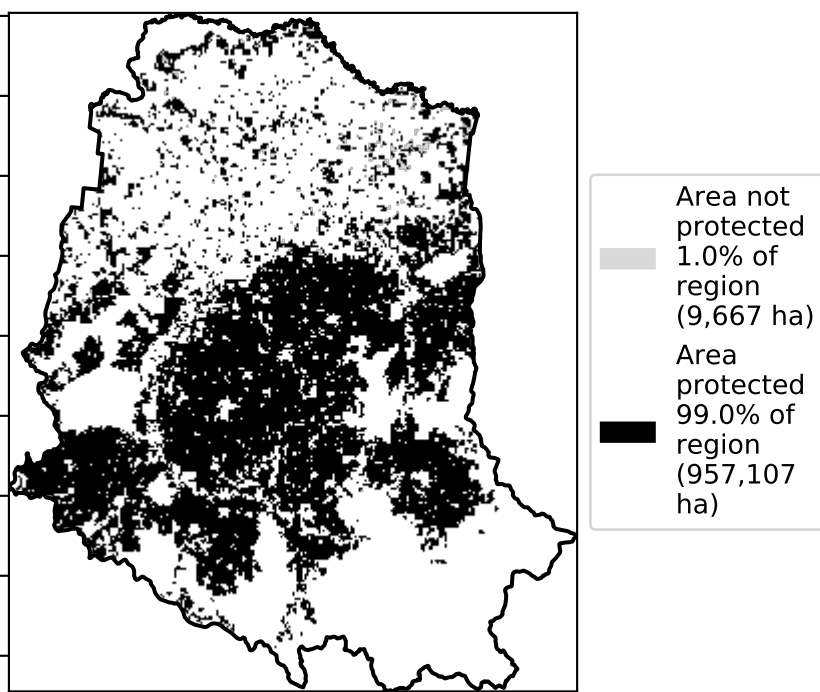 Area not
protected
1.0% of
region
(9,667 ha)
Area
protected
99.0% of
region
(957,107
ha)